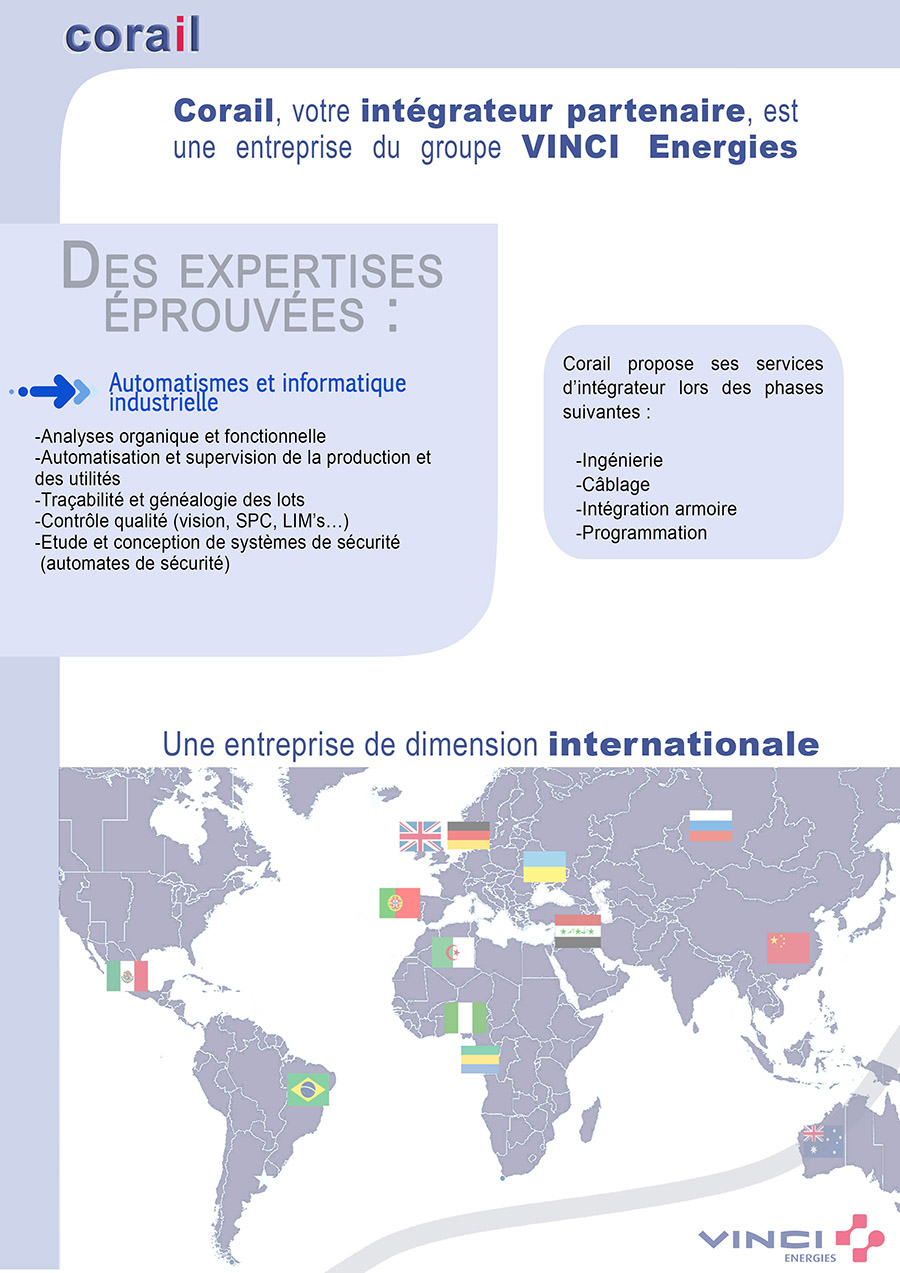 corail
Corail, votre intégrateur partenaire, est
une entreprise du groupe VINCI Energies
DES EXPERTISES
ÉPROUVÉES :
Automatismes et informatique
industrielle
-Analyses organique et fonctionnelle
-Automatisation et supervision de la production et
des utilités
-Traçabilité et généalogie des lots
-Contrôle qualité (vision, SPC, LIM's…)
-Etude et conception de systèmes de sécurité
(automates de sécurité)
Corail propose ses services
d'intégrateur lors des phases
suivantes :
-Ingénierie
-Câblage
-Intégration armoire
-Programmation
Une entreprise de dimension internationale
VINCI
ENERGIES